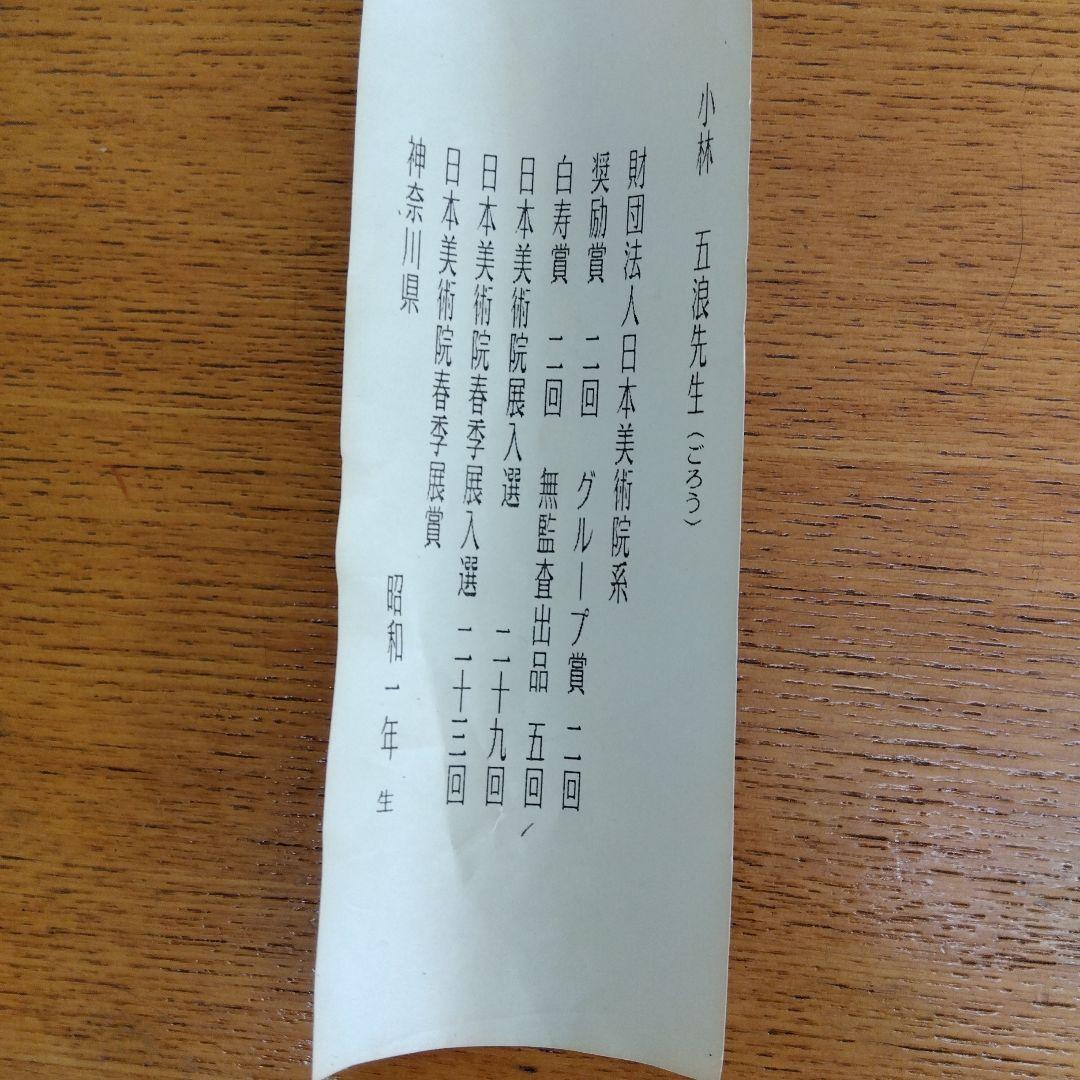 小林 五浪先生(ごろう)
財団法人日本美術院系
奨励賞 二回 グループ賞 二回
白寿賞 二回 無監査出品 五回
日本美術院展入選 二十九回
日本美術院春季展入選 二十三回
日本美術院春季展賞
神奈川県 昭和一年生